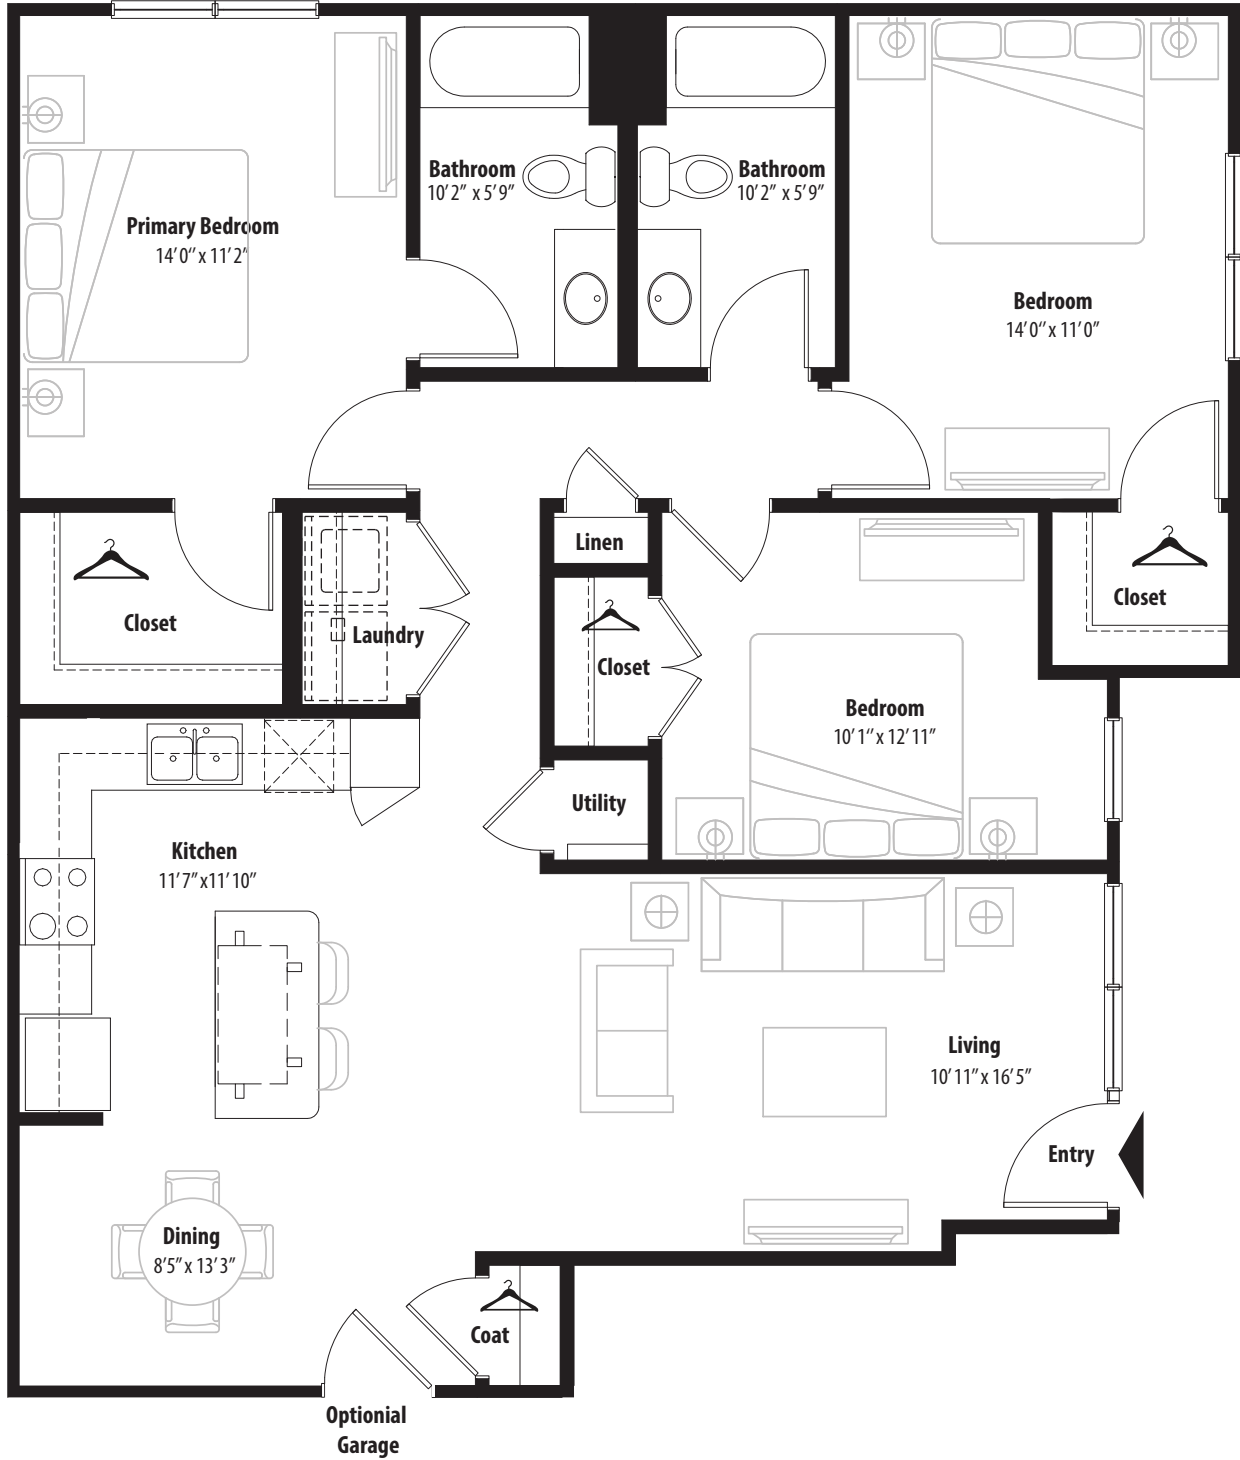 Bathroom
10'2" x 5'9"
Bathroom
10'2" x 5'9"
Primary Bedroom
14'0" x 11'2"
Bedroom
14'0" x 11'0"
Linen
Closet
Closet
Laundry
Closet
Bedroom
10'1" x 12'11"
Utility
Kitchen
11'7" x11'10"
Living
10'11" x 16'5"
Entry
Dining
8'5" x 13'3"
Coat
Optionial
Garage